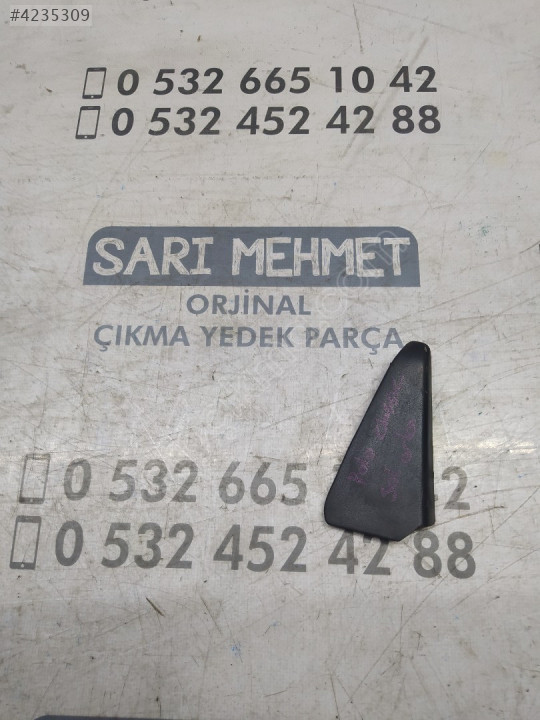 #4235309
0 532 665 10 42
0 532 452 42 88
SARI MEHMET
ORJİNAL
ÇIKMA YEDEK PARÇA
0 532 665 42
0 532 452 42 88